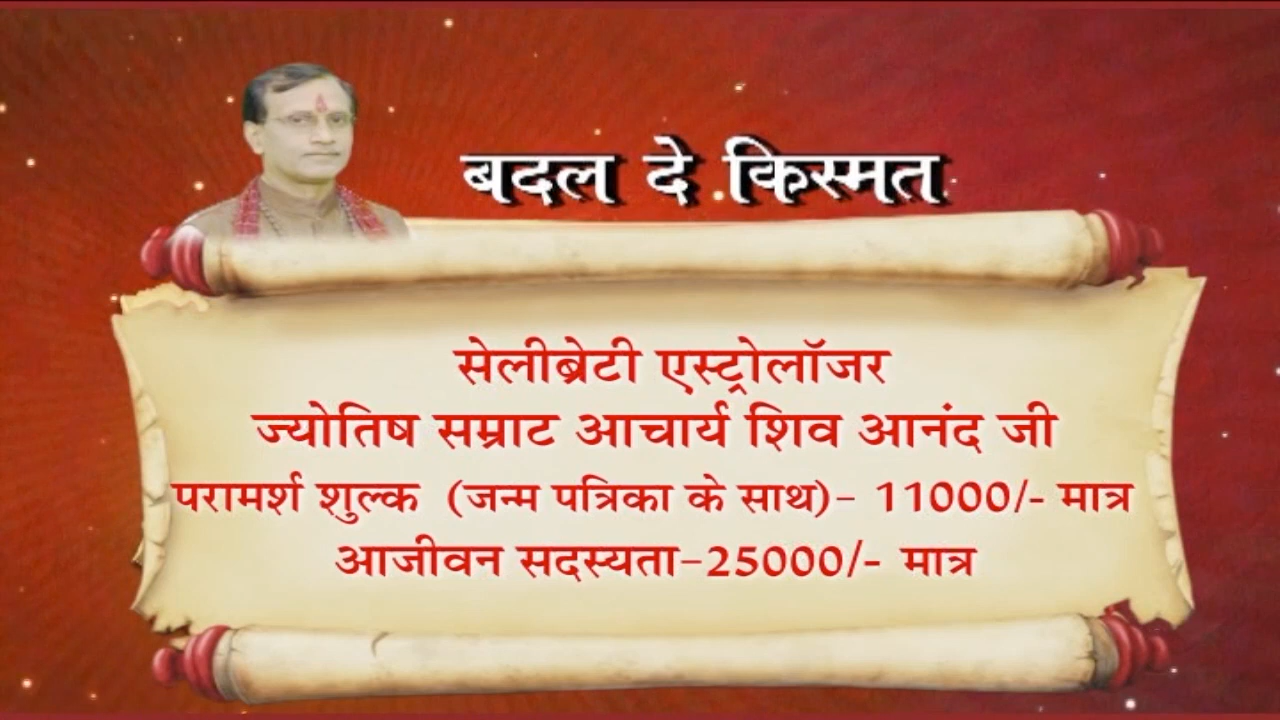 बदल दे किस्मत
सेलीब्रेटी एस्ट्रोलॉजर
ज्योतिष सम्राट आचार्य शिव आनंद जी
परामर्श शुल्क (जन्म पत्रिका के साथ)- 11000/- मात्र
आजीवन सदस्यता-25000/- मात्र